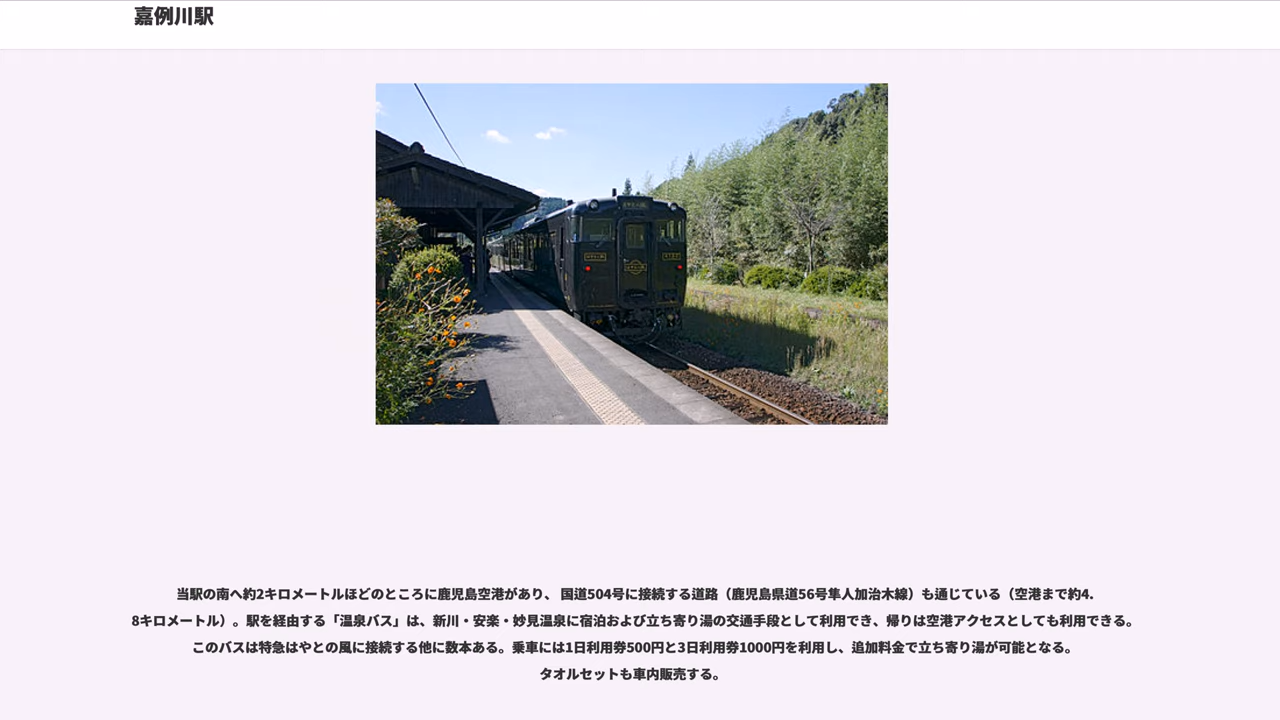 嘉例川駅
当駅の南へ約2キロメートルほどのところに鹿児島空港があり、 国道504号に接続する道路（鹿児島県道56号隼人加治木線）も通じている（空港まで約4.
8キロメートル）。駅を経由する「温泉バス」は、新川・安楽・妙見温泉に宿泊および立ち寄り湯の交通手段として利用でき、帰りは空港アクセスとしても利用できる。
このバスは特急はやとの風に接続する他に数本ある。乗車には1日利用券500円と3日利用券1000円を利用し、追加料金で立ち寄り湯が可能となる。
タオルセットも車内販売する。